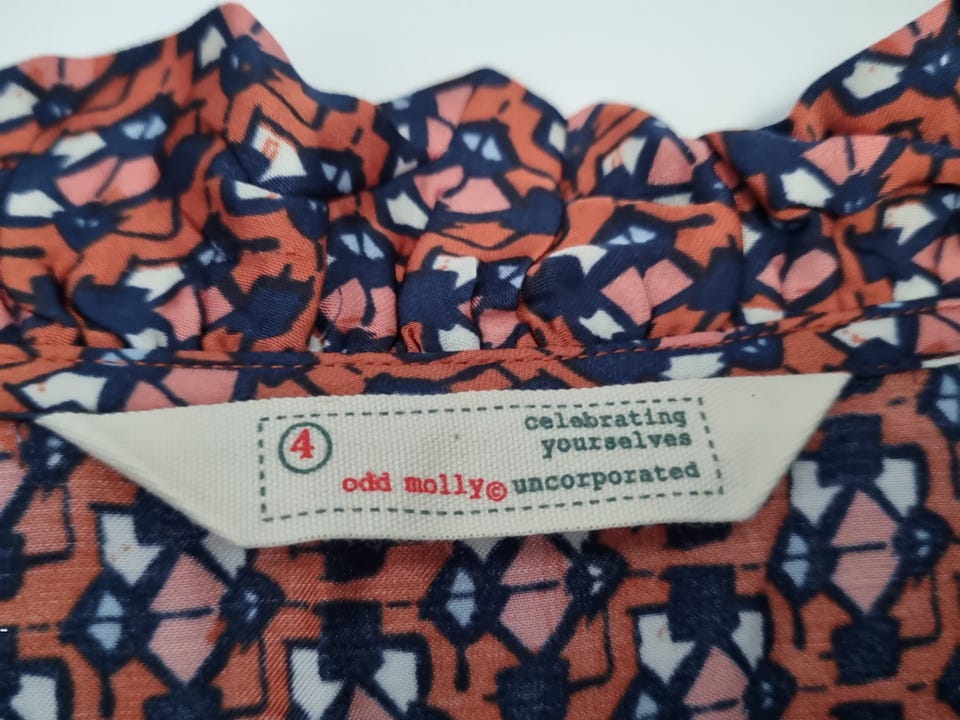 4
celebrating
yourselves
odd molly© uncorporated